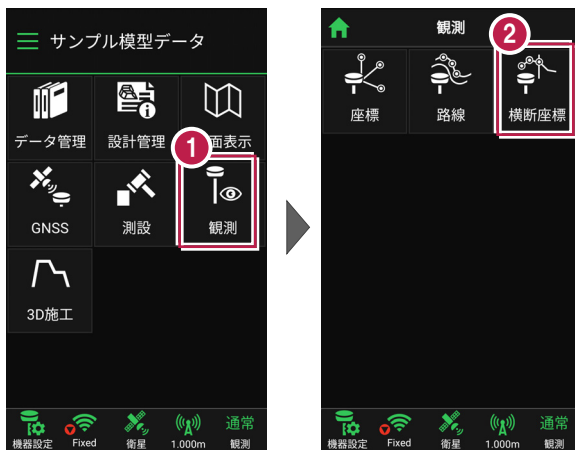 サンプル模型データ
データ管理
設計管理
面表示
1
GNSS
測設
観測
3D施工
機器設定
Fixed
衛星
1.000m
通常
観測
観測
2
座標
路線
横断座標
機器設定
Fixed
衛星
1.000m
通常
観測